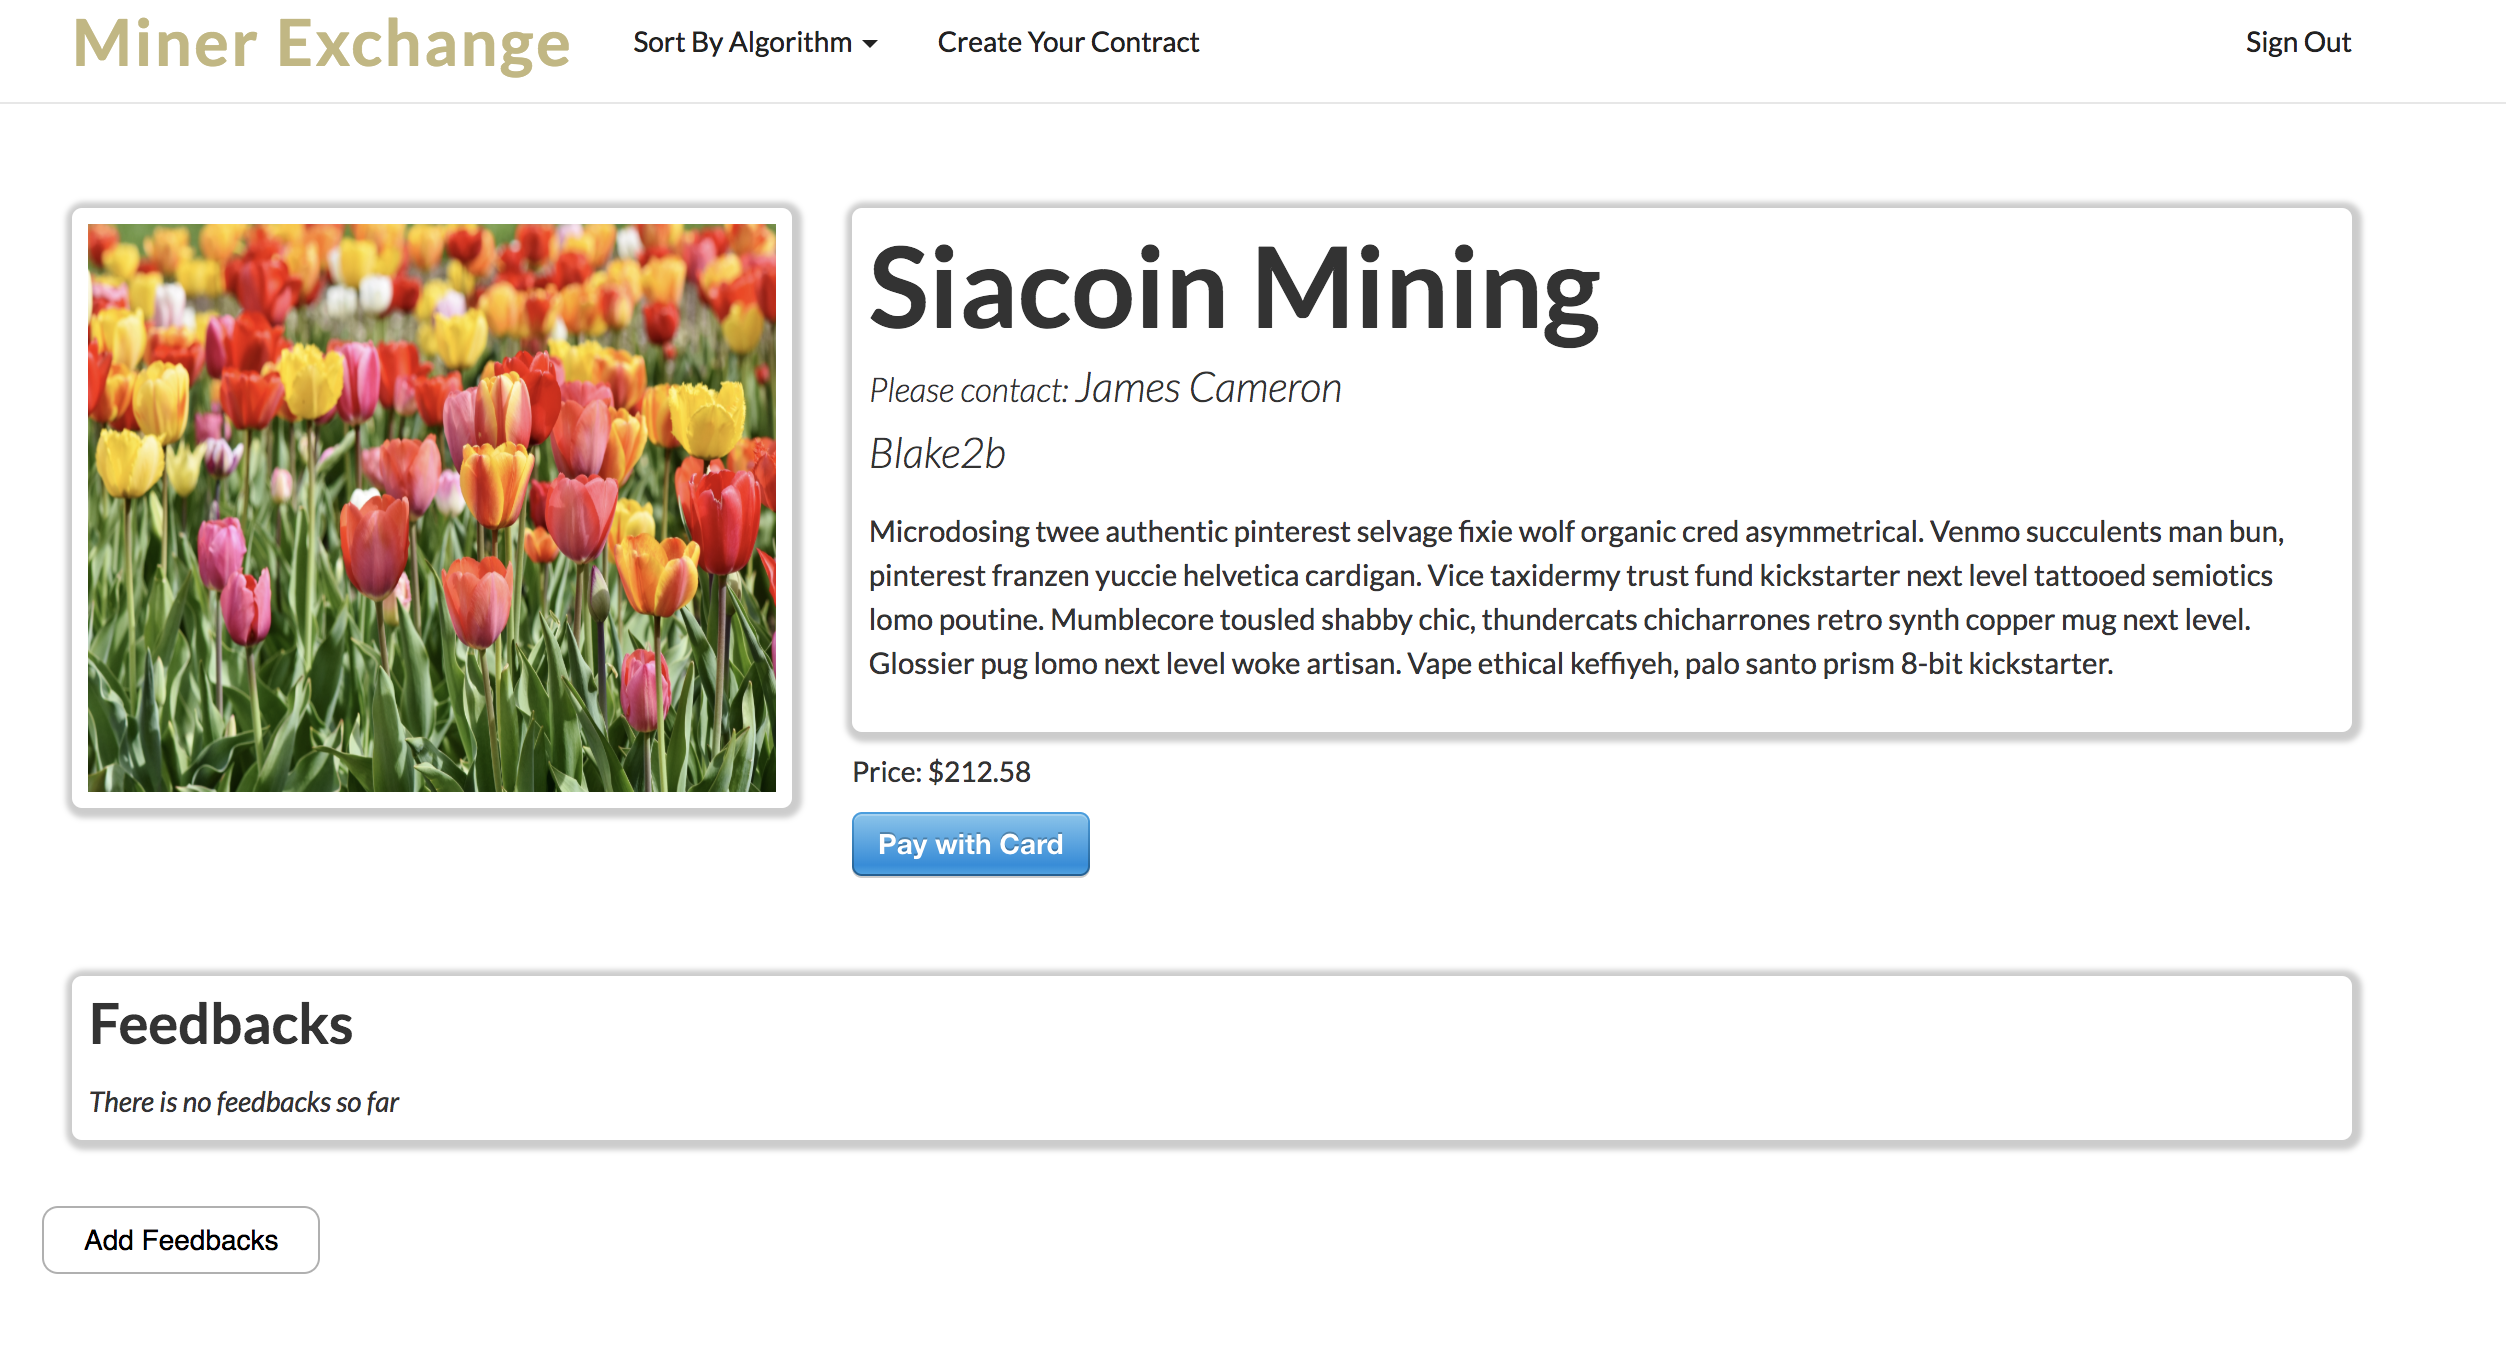 Miner Exchange Sort By Algorithm Create Your Contract Sign Out
Siacoin Mining
Please contact: James Cameron
Blake2b
Microdosing twee authentic pinterest selvage fixie wolf organic cred asymmetrical. Venmo succulents man bun,
pinterest franzen yuccie helvetica cardigan. Vice taxidermy trust fund kickstarter next level tattooed semiotics
lomo poutine. Mumblecore tousled shabby chic, thundercats chicharrones retro synth copper mug next level.
Glossier pug lomo next level woke artisan. Vape ethical keffiyeh, palo santo prism 8-bit kickstarter.
Price: $212.58
Pay with Card
Feedbacks
There is no feedbacks so far
Add Feedbacks